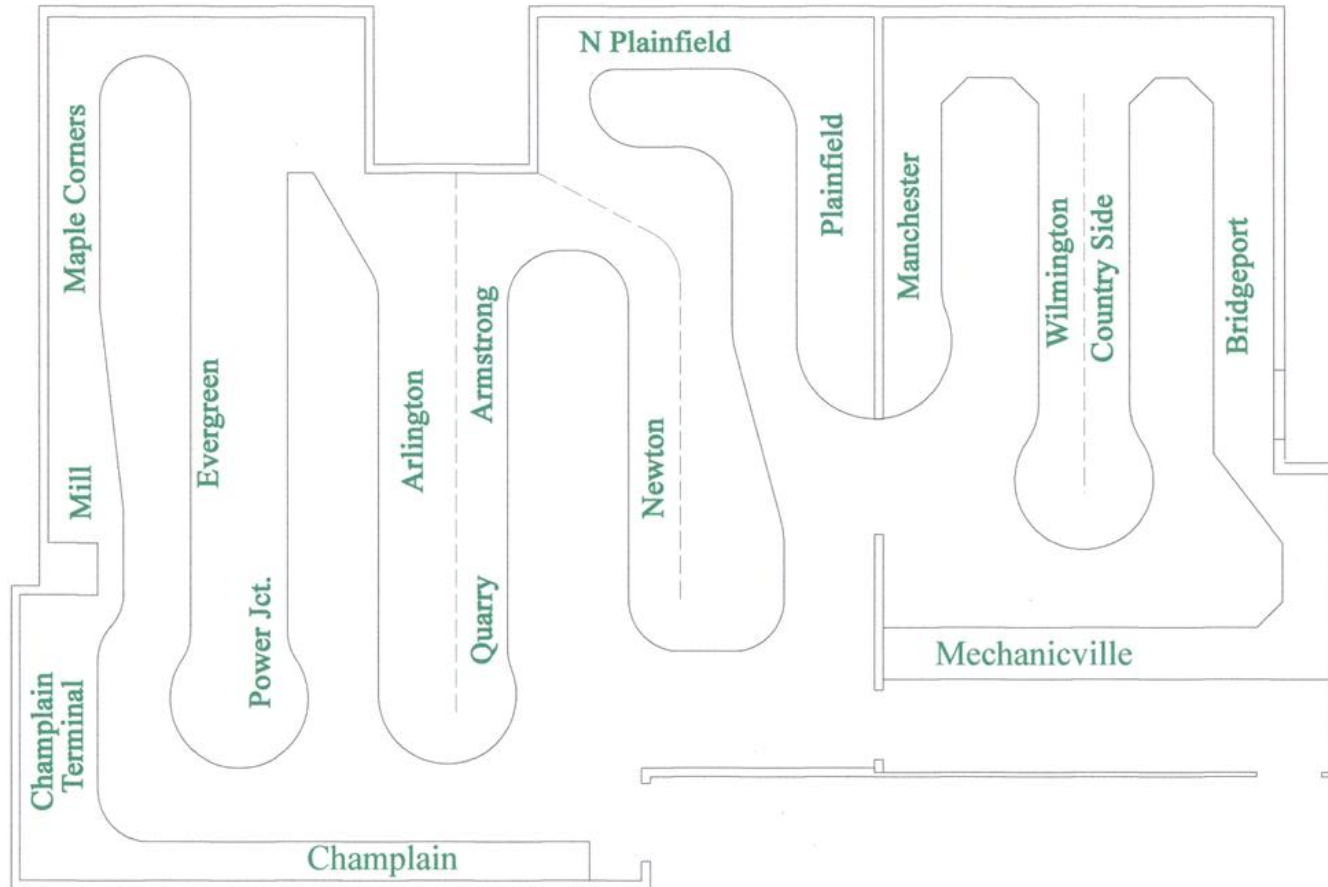 N Plainfield
Maple Corners
Plainfield
Manchester
Wilmington
Country Side
Bridgeport
Armstrong
Evergreen
Arlington
Newton
Mill
Power Jct.
Quarry
Mechanicville
Champlain
Terminal
Champlain